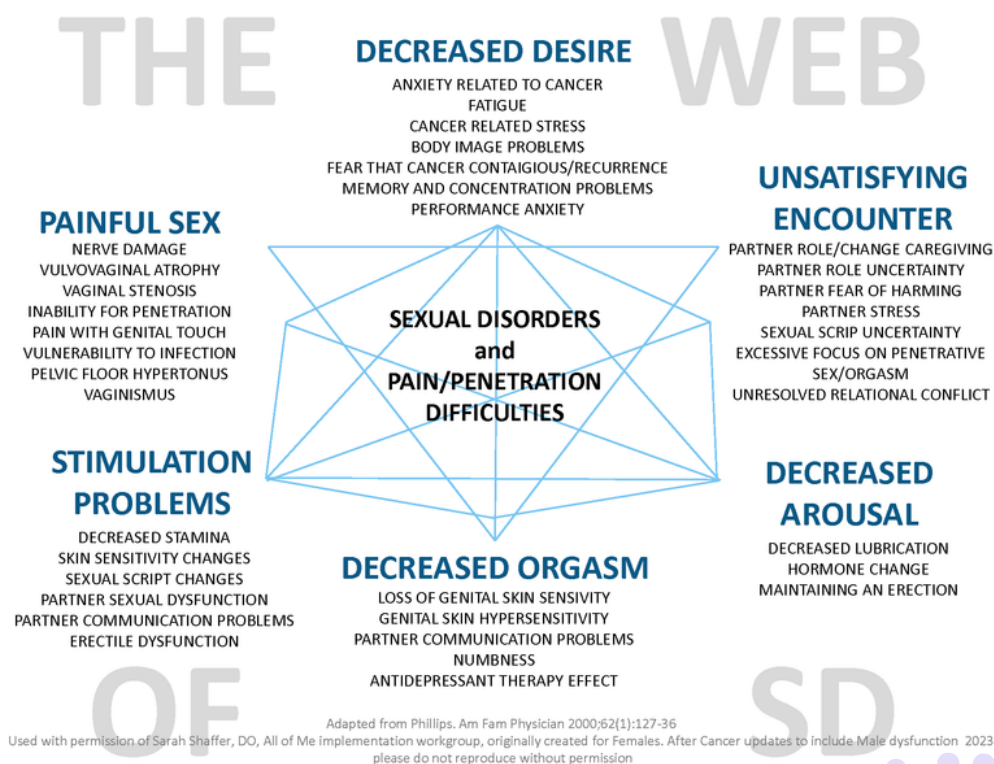 THE WEB
DECREASED DESIRE
ANXIETY RELATED TO CANCER
FATIGUE
CANCER RELATED STRESS
BODY IMAGE PROBLEMS
FEAR THAT CANCER CONTAIGIOUS/RECURRENCE
MEMORY AND CONCENTRATION PROBLEMS
PERFORMANCE ANXIETY
PAINFUL SEX
NERVE DAMAGE
VULVOVAGINAL ATROPHY
VAGINAL STENOSIS
INABILITY FOR PENETRATION
PAIN WITH GENITAL TOUCH
VULNERABILITY TO INFECTION
PELVIC FLOOR HYPERTONUS
VAGINISMUS
UNSATISFYING
ENCOUNTER
PARTNER ROLE/CHANGE CAREGIVING
PARTNER ROLE UNCERTAINTY
PARTNER FEAR OF HARMING
PARTNER STRESS
SEXUAL SCRIP UNCERTAINTY
EXCESSIVE FOCUS ON PENETRATIVE
SEX/ORGASM
UNRESOLVED RELATIONAL CONFLICT
SEXUAL DISORDERS
and
PAIN/PENETRATION
DIFFICULTIES
STIMULATION
PROBLEMS
DECREASED STAMINA
SKIN SENSITIVITY CHANGES
SEXUAL SCRIPT CHANGES
PARTNER SEXUAL DYSFUNCTION
PARTNER COMMUNICATION PROBLEMS
ERECTILE DYSFUNCTION
DECREASED ORGASM
LOSS OF GENITAL SKIN SENSIVITY
GENITAL SKIN HYPERSENSITIVITY
PARTNER COMMUNICATION PROBLEMS
NUMBNESS
ANTIDEPRESSANT THERAPY EFFECT
DECREASED
AROUSAL
DECREASED LUBRICATION
HORMONE CHANGE
MAINTAINING AN ERECTION
OF SD
Adapted from Phillips. Am Fam Physician 2000;62(1):127-36
Used with permission of Sarah Shaffer, DO, All of Me implementation workgroup, originally created for Females. After Cancer updates to include Male dysfunction 2023
please do not reproduce without permission